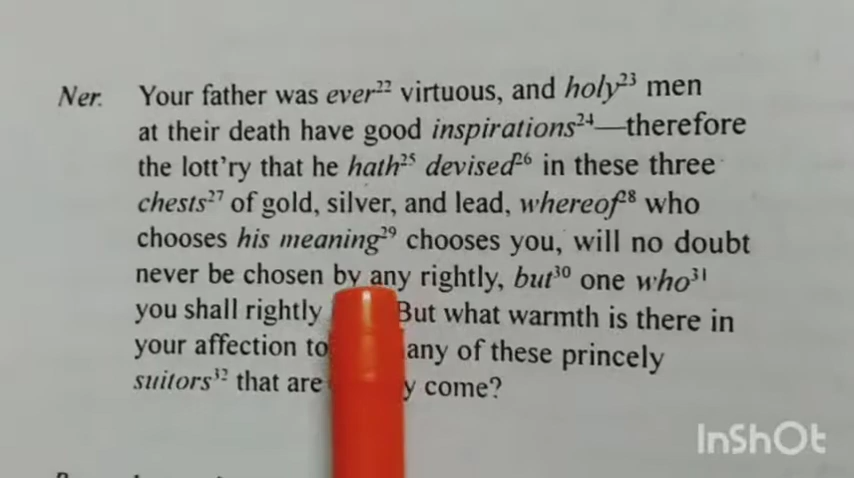 Ner. Your father was ever²² virtuous, and holy²³ men
at their death have good inspirations²⁴—therefore
the lott'ry that he hath²⁵ devised²⁶ in these three
chests²⁷ of gold, silver, and lead, whereof²⁸ who
chooses his meaning²⁹ chooses you, will no doubt
never be chosen by any rightly, but³⁰ one who³¹
you shall rightly But what warmth is there in
your affection to any of these princely
suitors³² that are y come?
InShOt